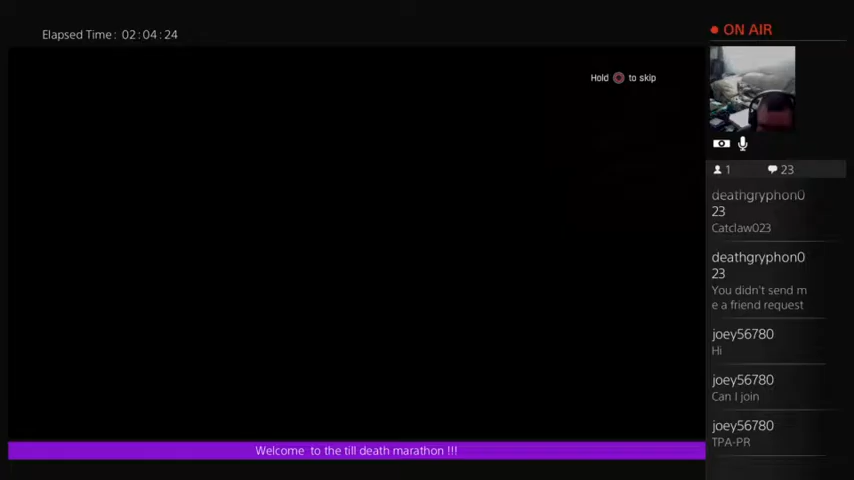 Elapsed Time: 02:04:24
ON AIR
Hold to skip
1 23
deathgryphon0
23
Catclaw023
deathgryphon0
23
You didn't send m
e a friend request
joey56780
Hi
joey56780
Can I join
joey56780
TPA-PR
Welcome to the till death marathon !!!